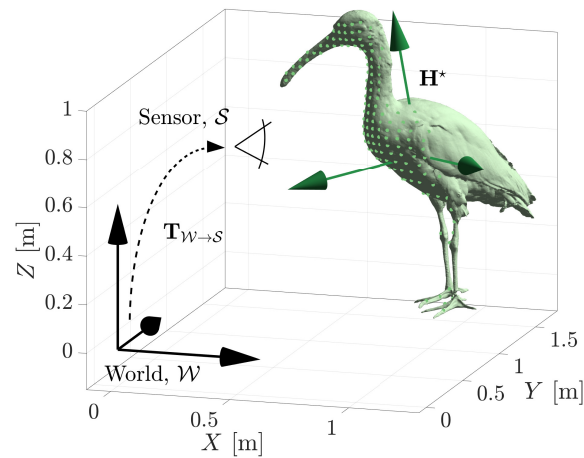 H⋆
1
Sensor, 𝒮
0.8
0.6
T𝒲→𝒮
Z [m]
0.4
0.2
0
World, 𝒲
0
0.5
1
X [m]
0
0.5
1
1.5
Y [m]